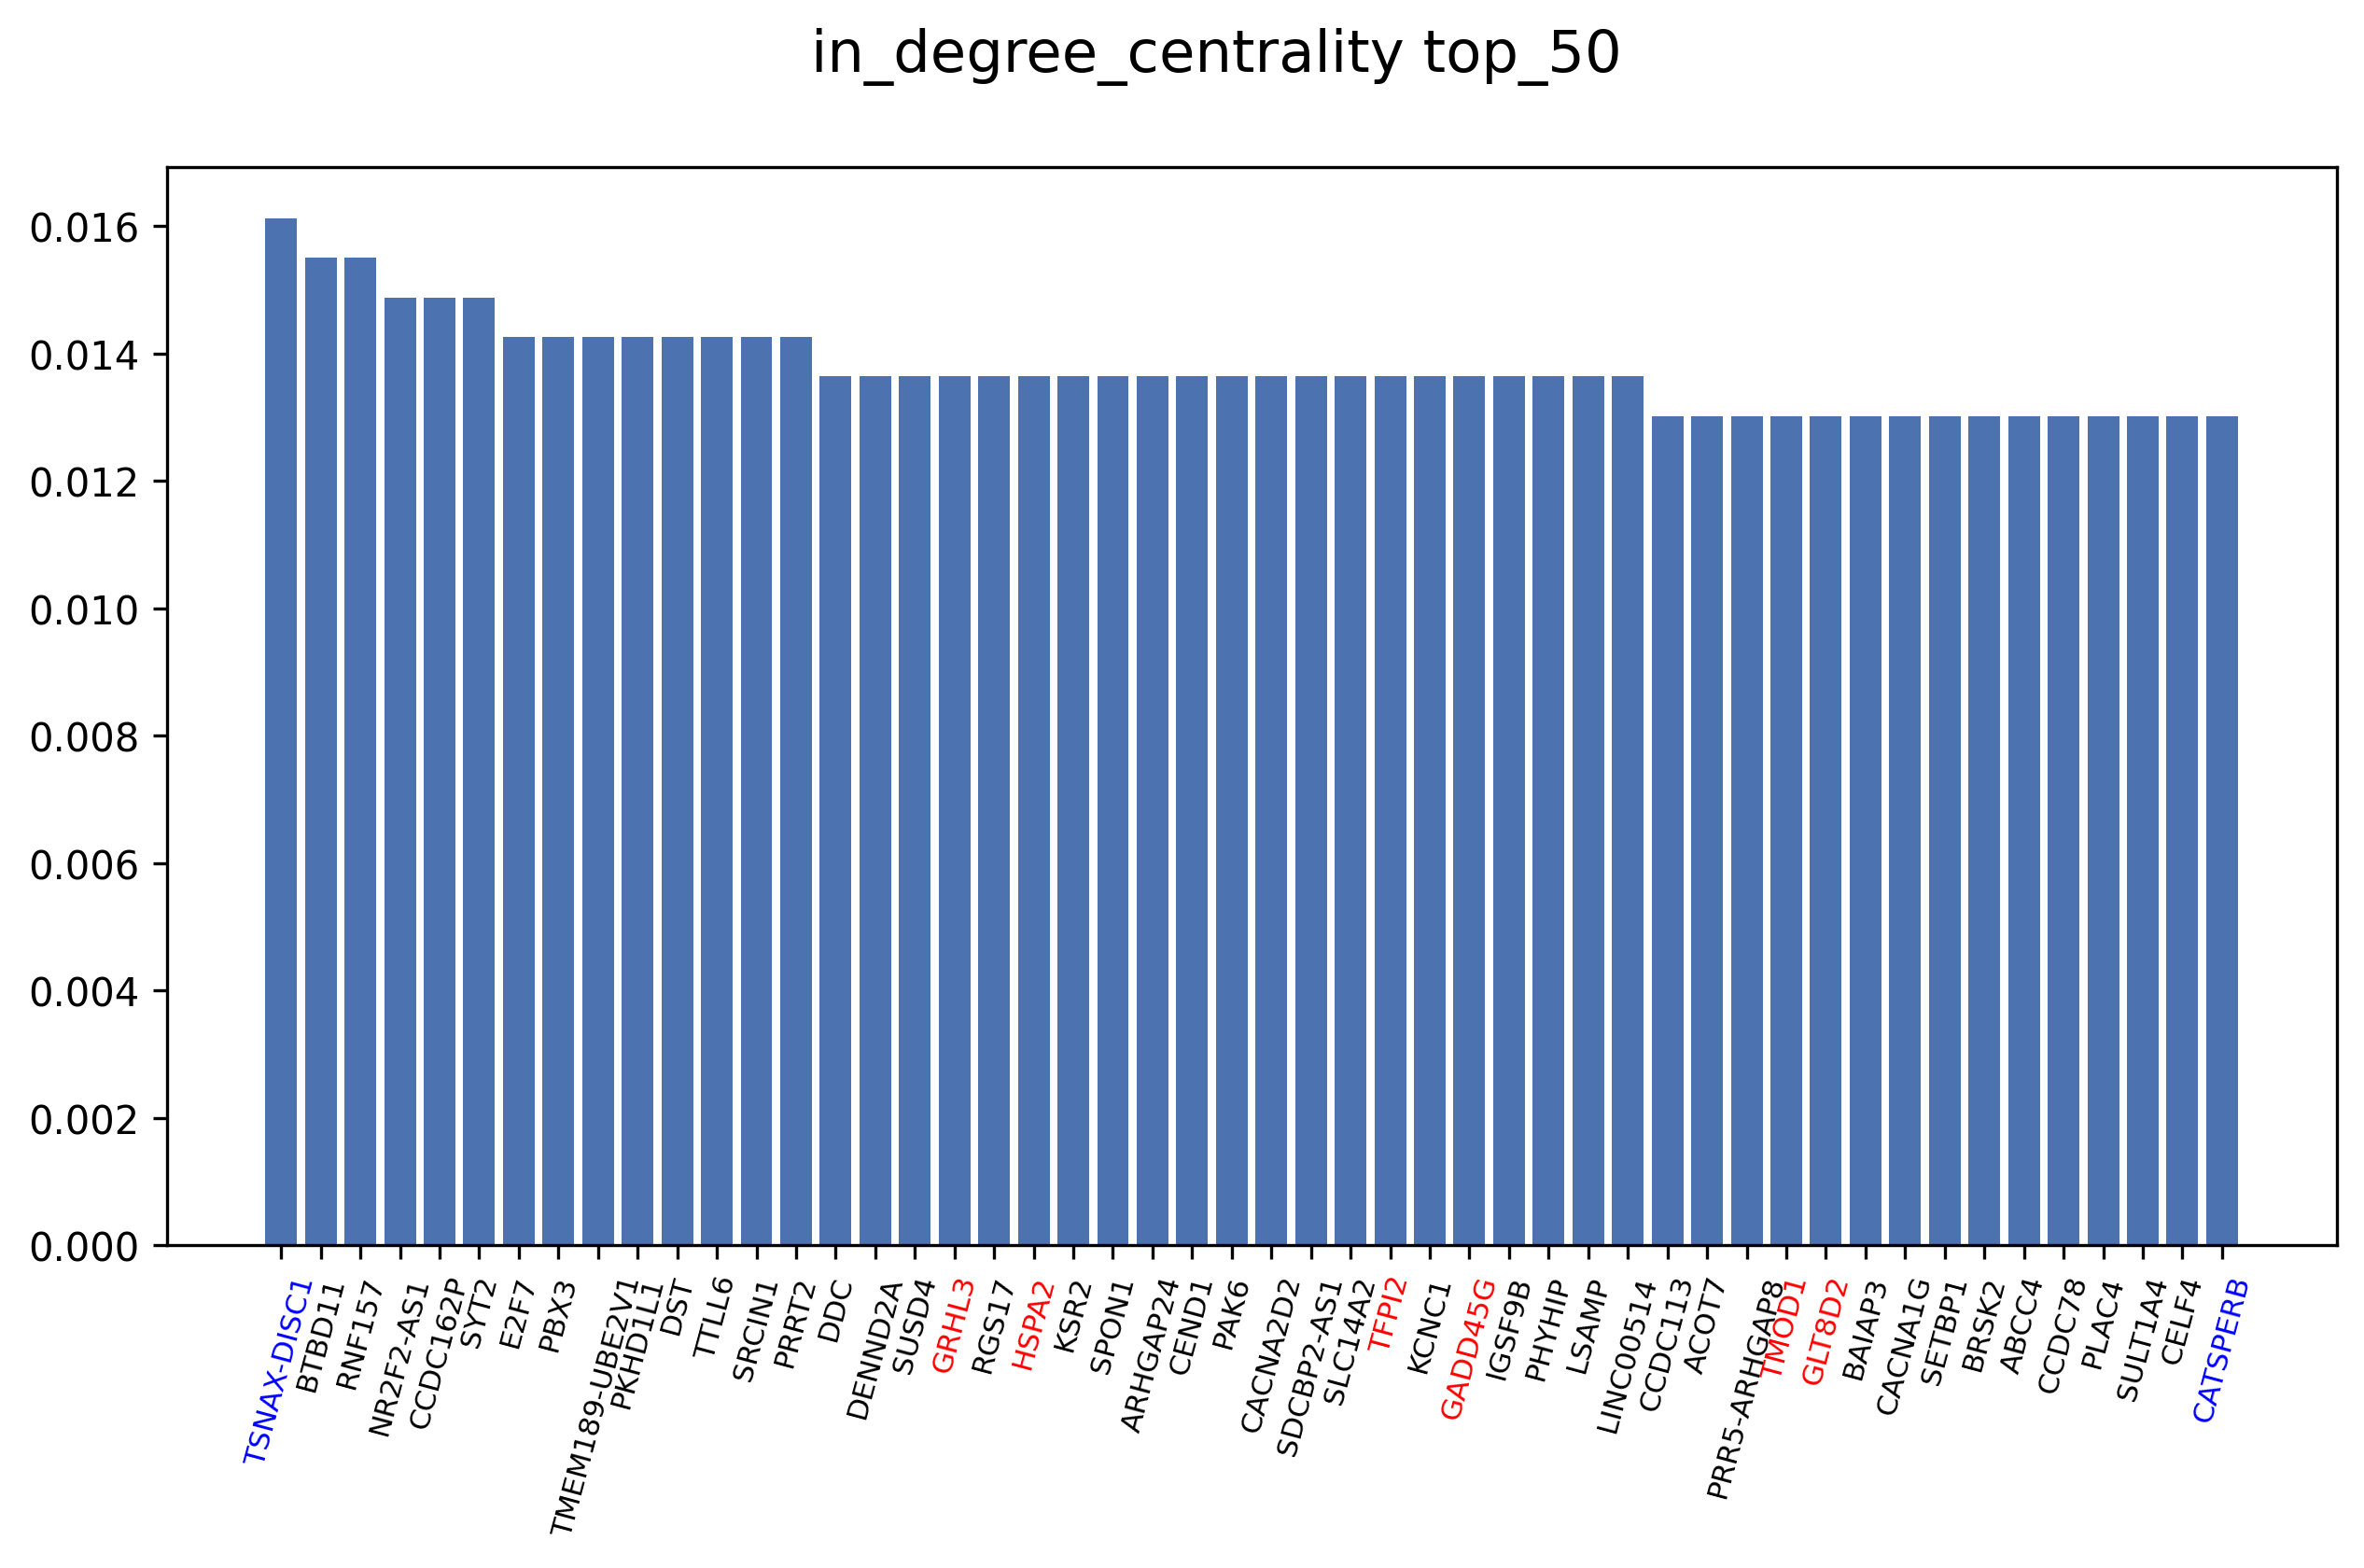 in_degree_centrality top_50
0.016
0.014
0.012
0.010
0.008
0.006
0.004
0.002
0.000
TSNAX-DISC1
BTBD11
RNF157
NR2F2-AS1
CCDC162P
SYT2
E2F7
PBX3
TMEM189-UBE2V1
PKHD1L1
DST
TTLL6
SRCIN1
PRRT2
DDC
DENND2A
SUSD4
GRHL3
RGS17
HSPA2
KSR2
SPON1
ARHGAP24
CEND1
PAK6
CACNA2D2
SDCBP2-AS1
SLC14A2
TFPI2
KCNC1
GADD45G
IGSF9B
PHYHIP
LSAMP
LINC00514
CCDC113
ACOT7
PRR5-ARHGAP8
TMOD1
GLT8D2
BAIAP3
CACNA1G
SETBP1
BRSK2
ABCC4
CCDC78
PLAC4
SULT1A4
CELF4
CATSPERB